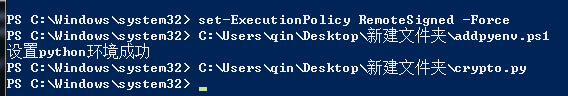 PS C:\Windows\system32> set-ExecutionPolicy RemoteSigned -Force
PS C:\Windows\system32> C:\Users\qin\Desktop\新建文件夹\addpyenv.ps1
设置python环境成功
PS C:\Windows\system32> C:\Users\qin\Desktop\新建文件夹\crypto.py
PS C:\Windows\system32>